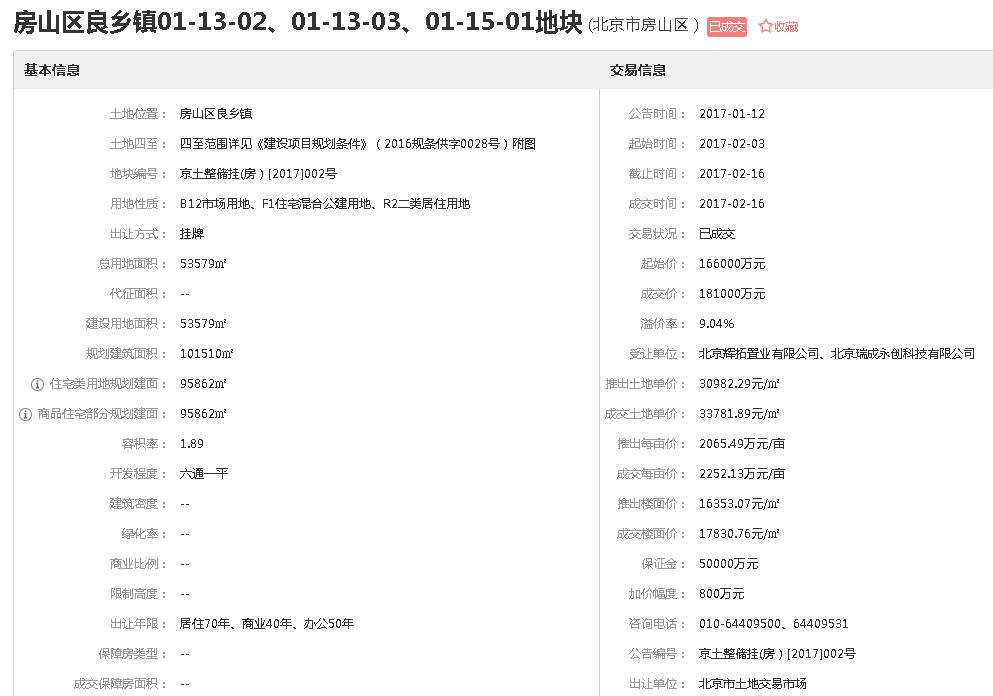 房山区良乡镇01-13-02、01-13-03、01-15-01地块 (北京市房山区 ) 已成交 收藏
基本信息
土地位置： 房山区良乡镇
土地四至： 四至范围详见《建设项目规划条件》（ 2016规条供字0028号 ）附图
地块编号： 京土整储挂(房 ) [2017]002号
用地性质： B12市场用地、F1住宅混合公建用地、R2二类居住用地
出让方式： 挂牌
总用地面积： 53579㎡
代征面积： --
建设用地面积： 53579㎡
规划建筑面积： 101510㎡
住宅类用地规划建面： 95862㎡
商品住宅部分规划建面： 95862㎡
容积率： 1.89
开发程度： 六通一平
建筑密度： --
绿化率： --
商业比例： --
限制高度： --
出让年限： 居住70年、商业40年、办公50年
保障房类型： --
成交保障房面积： --
交易信息
公告时间： 2017-01-12
起始时间： 2017-02-03
截止时间： 2017-02-16
成交时间： 2017-02-16
交易状况： 已成交
起始价： 166000万元
成交价： 181000万元
溢价率： 9.04%
受让单位： 北京辉拓置业有限公司、北京瑞成永创科技有限公司
推出土地单价： 30982.29元/㎡
成交土地单价： 33781.89元/㎡
推出每亩价： 2065.49万元/亩
成交每亩价： 2252.13万元/亩
推出楼面价： 16353.07元/㎡
成交楼面价： 17830.76元/㎡
保证金： 50000万元
加价幅度： 800万元
咨询电话： 010-64409500、64409531
公告编号： 京土整储挂(房 ) [2017]002号
出让单位： 北京市土地交易市场